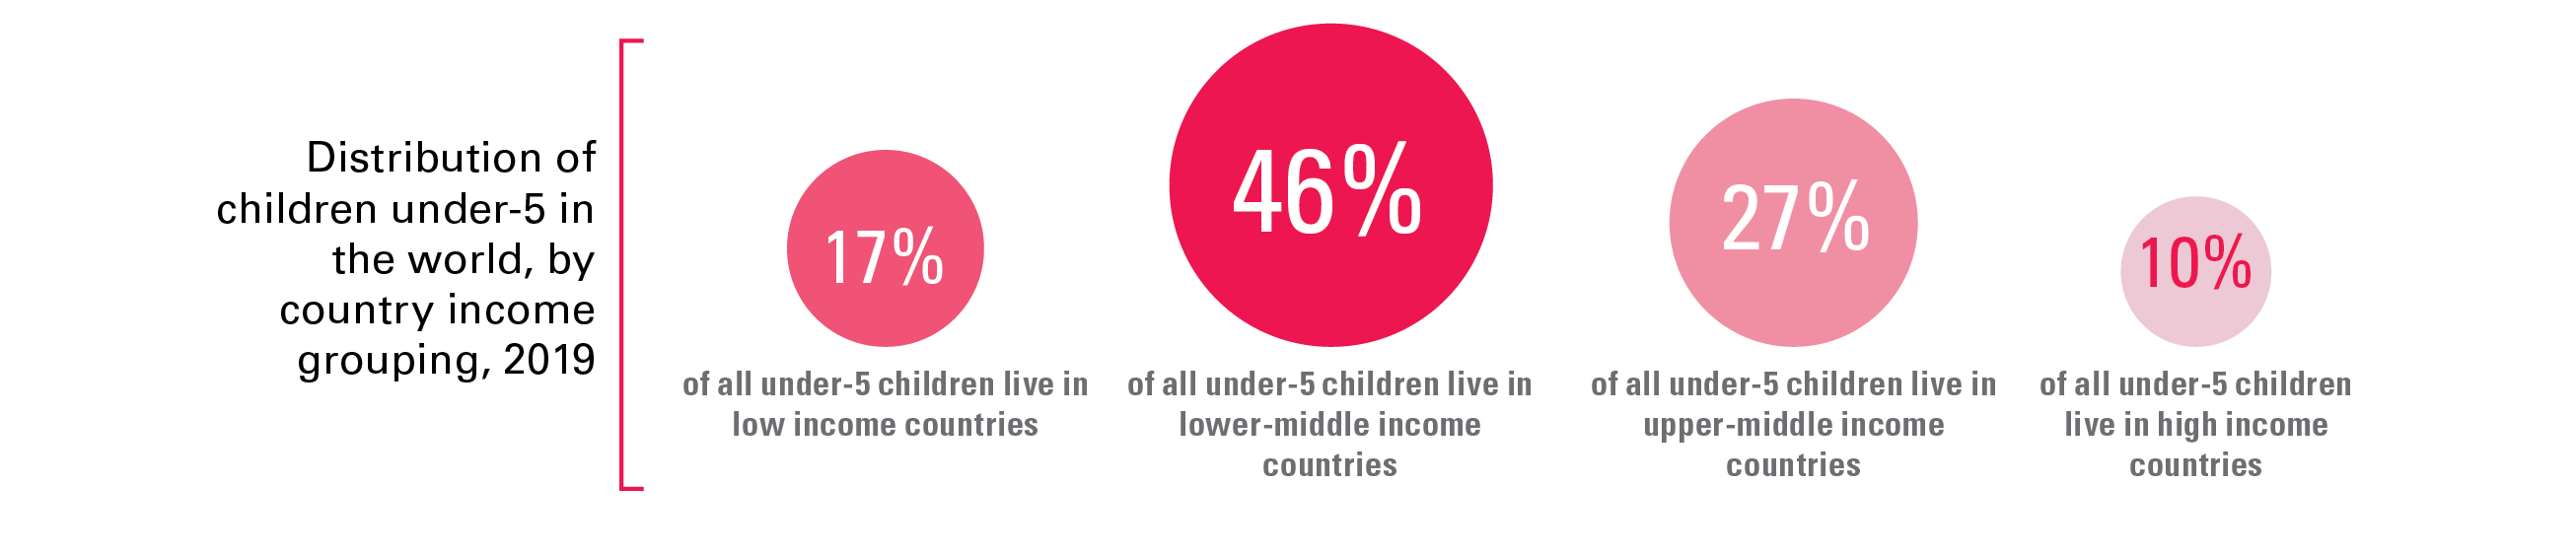 Distribution of
children under-5 in
the world, by
country income
grouping, 2019
17%
of all under-5 children live in
low income countries
46%
of all under-5 children live in
lower-middle income
countries
27%
of all under-5 children live in
upper-middle income
countries
10%
of all under-5 children
live in high income
countries